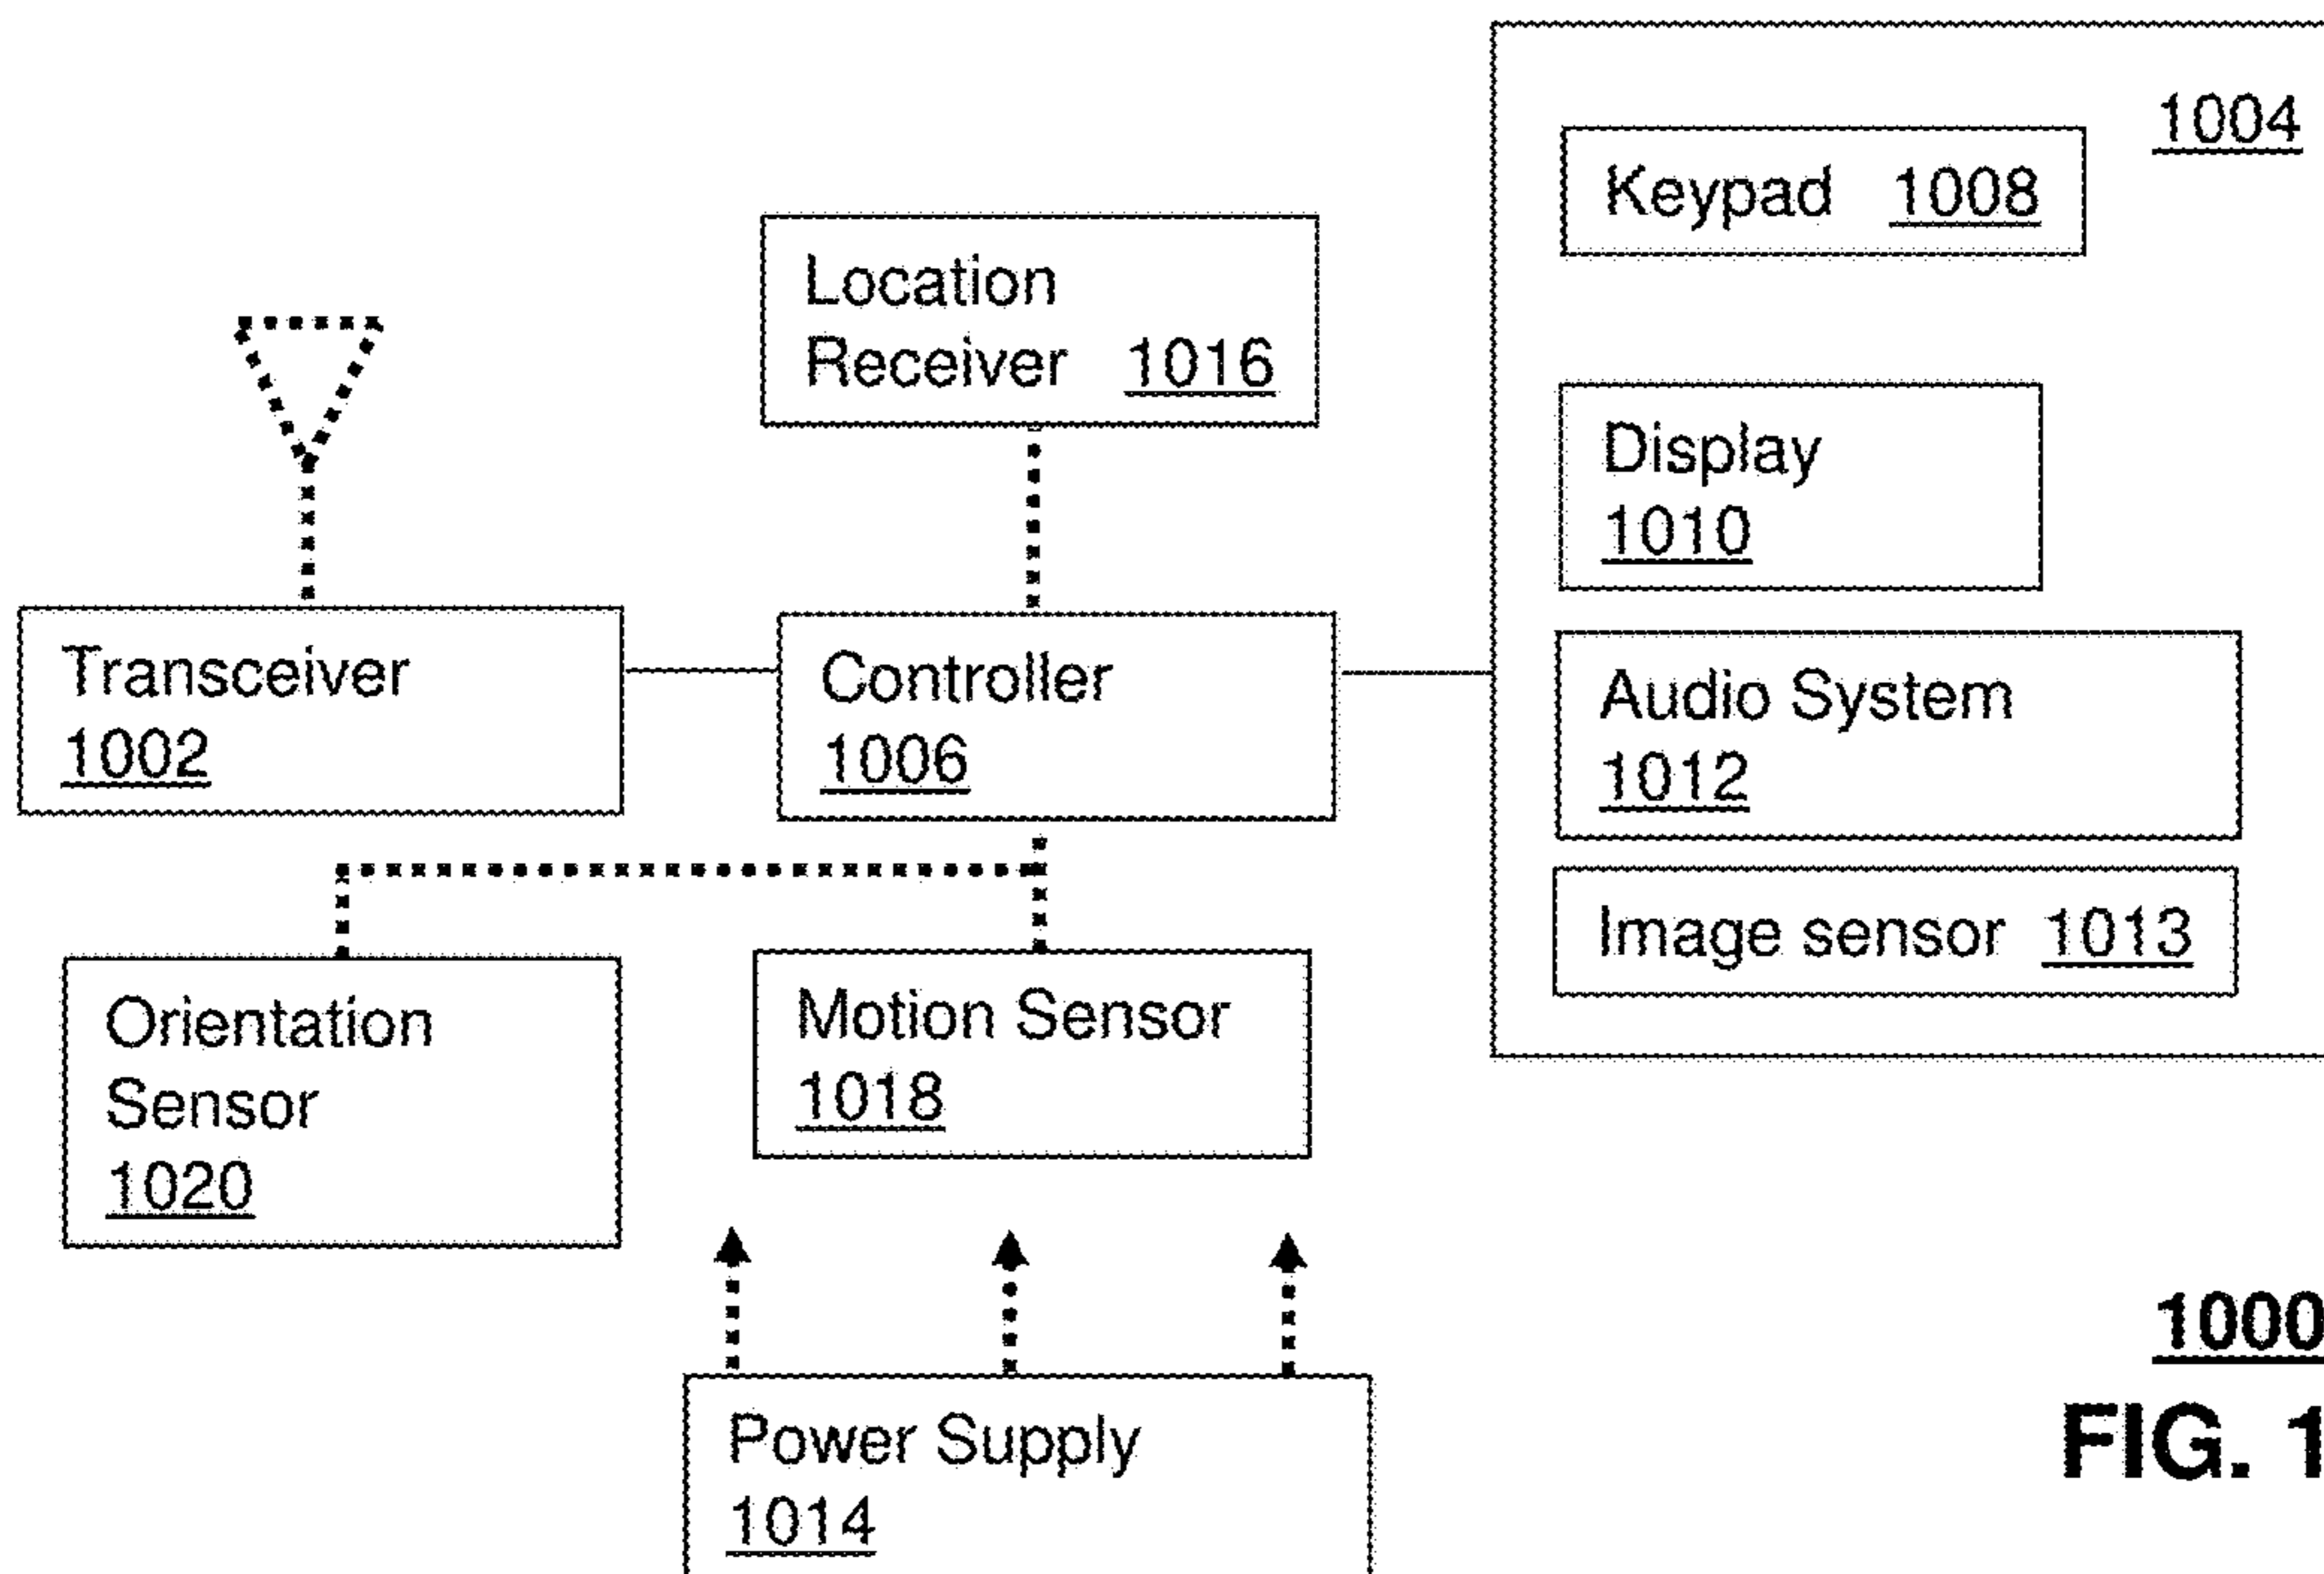 1004
Keypad 1008
Location
Receiver 1016
Display
1010
Transceiver
1002
Controller
1006
Audio System
1012
Image sensor 1013
Orientation
Sensor
1020
Motion Sensor
1018
Power Supply
1014
1000
FIG. 1